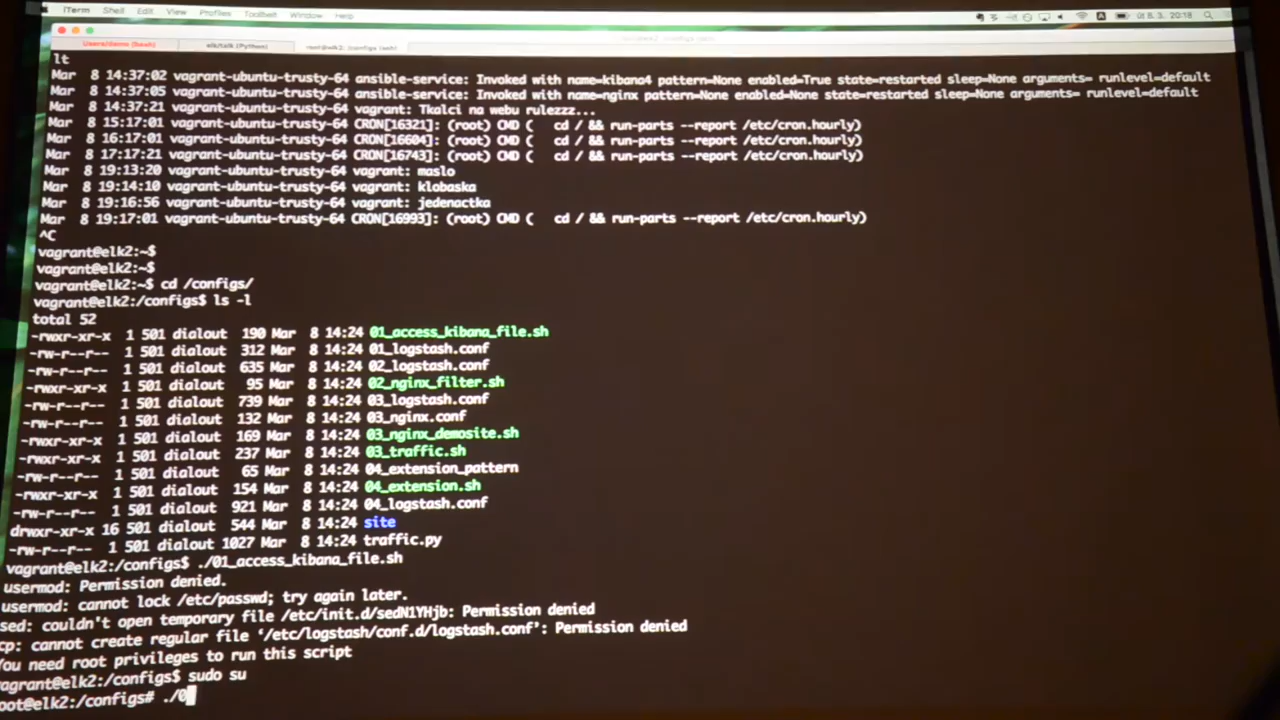 iTerm Shell Edit View Profiles Toolbelt Window Help
út 8. 3. 20:18
Users/demo (bash)
elk/talk (Python)
lt
Mar 8 14:37:02 vagrant-ubuntu-trusty-64 ansible-service: Invoked with name=kibana4 pattern=None enabled=True state=restarted sleep=None arguments= runlevel=default
Mar 8 14:37:05 vagrant-ubuntu-trusty-64 ansible-service: Invoked with name=nginx pattern=None enabled=None state=restarted sleep=None arguments= runlevel=default
Mar 8 14:37:21 vagrant-ubuntu-trusty-64 vagrant: Tkalci na webu rulezzz...
Mar 8 15:17:01 vagrant-ubuntu-trusty-64 CRON[16321]: (root) CMD ( cd / && run-parts --report /etc/cron.hourly)
Mar 8 16:17:01 vagrant-ubuntu-trusty-64 CRON[16604]: (root) CMD ( cd / && run-parts --report /etc/cron.hourly)
Mar 8 17:17:21 vagrant-ubuntu-trusty-64 CRON[16743]: (root) CMD ( cd / && run-parts --report /etc/cron.hourly)
Mar 8 19:13:20 vagrant-ubuntu-trusty-64 vagrant: maslo
Mar 8 19:14:10 vagrant-ubuntu-trusty-64 vagrant: klobaska
Mar 8 19:16:56 vagrant-ubuntu-trusty-64 vagrant: jedenactka
Mar 8 19:17:01 vagrant-ubuntu-trusty-64 CRON[16993]: (root) CMD ( cd / && run-parts --report /etc/cron.hourly)
^C
vagrant@elk2:~$
vagrant@elk2:~$
vagrant@elk2:~$ cd /configs/
vagrant@elk2:/configs$ ls -l
total 52
-rwxr-xr-x 1 501 dialout 190 Mar 8 14:24 01_access_kibana_file.sh
-rw-r--r-- 1 501 dialout 312 Mar 8 14:24 01_logstash.conf
-rw-r--r-- 1 501 dialout 635 Mar 8 14:24 02_logstash.conf
-rwxr-xr-x 1 501 dialout 95 Mar 8 14:24 02_nginx_filter.sh
-rw-r--r-- 1 501 dialout 739 Mar 8 14:24 03_logstash.conf
-rw-r--r-- 1 501 dialout 132 Mar 8 14:24 03_nginx.conf
-rwxr-xr-x 1 501 dialout 169 Mar 8 14:24 03_nginx_demosite.sh
-rwxr-xr-x 1 501 dialout 237 Mar 8 14:24 03_traffic.sh
-rw-r--r-- 1 501 dialout 65 Mar 8 14:24 04_extension_pattern
-rwxr-xr-x 1 501 dialout 154 Mar 8 14:24 04_extension.sh
-rw-r--r-- 1 501 dialout 921 Mar 8 14:24 04_logstash.conf
drwxr-xr-x 16 501 dialout 544 Mar 8 14:24 site
-rw-r--r-- 1 501 dialout 1027 Mar 8 14:24 traffic.py
vagrant@elk2:/configs$ ./01_access_kibana_file.sh
usermod: Permission denied.
usermod: cannot lock /etc/passwd; try again later.
sed: couldn't open temporary file /etc/init.d/sedN1YHjb: Permission denied
cp: cannot create regular file ‘/etc/logstash/conf.d/logstash.conf’: Permission denied
You need root privileges to run this script
vagrant@elk2:/configs$ sudo su
root@elk2:/configs# ./0